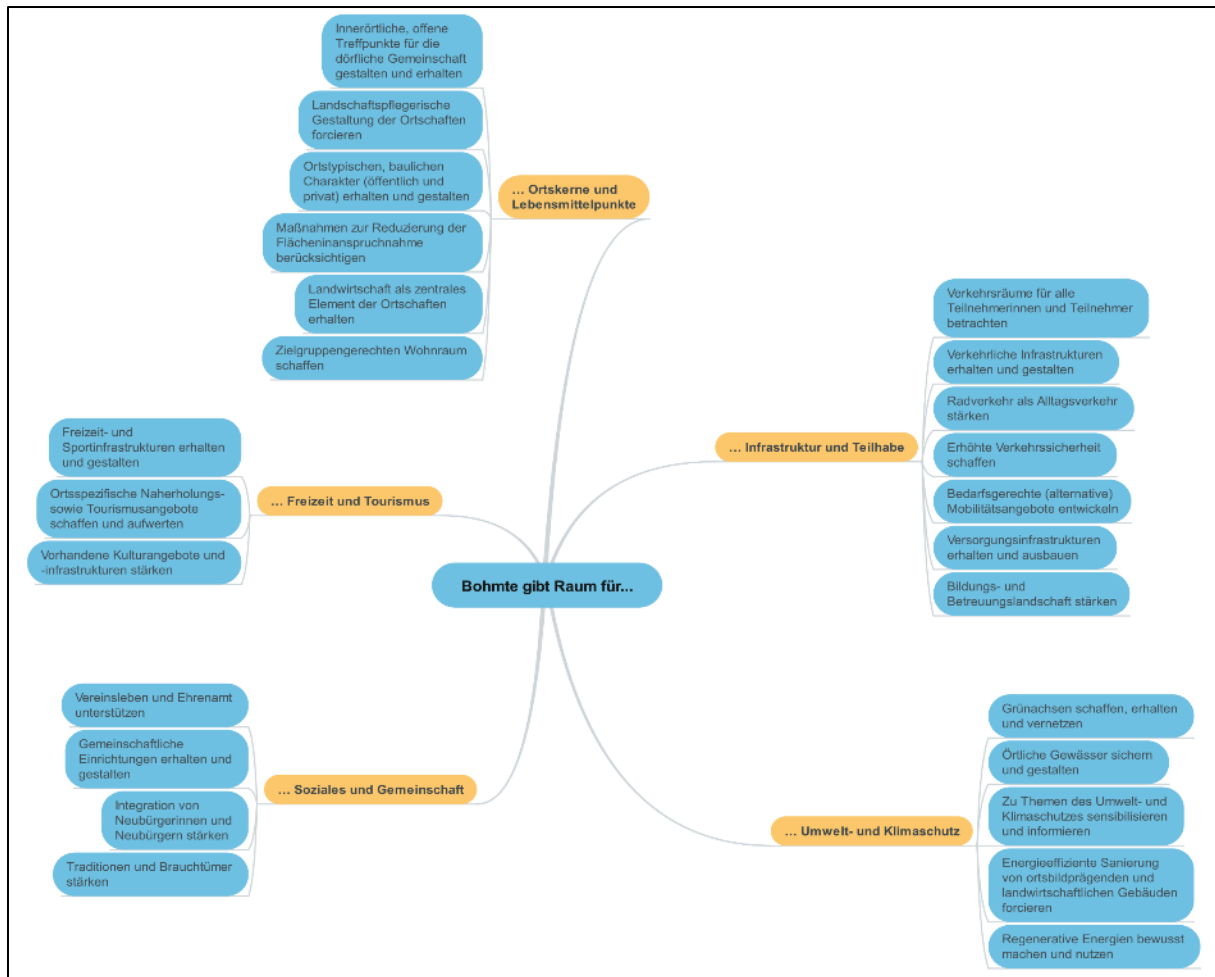 Innerörtliche, offene
Treffpunkte für die
dörfliche Gemeinschaft
gestalten und erhalten
Landschaftspflegerische
Gestaltung der Ortschaften
forcieren
Ortstypischen, baulichen
Charakter (öffentlich und
privat) erhalten und gestalten
Maßnahmen zur Reduzierung der
Flächeninanspruchnahme
berücksichtigen
Landwirtschaft als zentrales
Element der Ortschaften
erhalten
Zielgruppengerechten Wohnraum
schaffen
... Ortskerne und
Lebensmittelpunkte
Verkehrsräume für alle
Teilnehmerinnen und Teilnehmer
betrachten
Verkehrliche Infrastrukturen
erhalten und gestalten
Radverkehr als Alltagsverkehr
stärken
Erhöhte Verkehrssicherheit
schaffen
Bedarfsgerechte (alternative)
Mobilitätsangebote entwickeln
Versorgungsinfrastrukturen
erhalten und ausbauen
Bildungs- und
Betreuungslandschaft stärken
... Infrastruktur und Teilhabe
Freizeit- und
Sportinfrastrukturen erhalten
und gestalten
Ortsspezifische Naherholungs-
sowie Tourismusangebote
schaffen und aufwerten
Vorhandene Kulturangebote und
-infrastrukturen stärken
... Freizeit und Tourismus
Bohmte gibt Raum für...
Vereinsleben und Ehrenamt
unterstützen
Gemeinschaftliche
Einrichtungen erhalten und
gestalten
Integration von
Neubürgerinnen und
Neubürgern stärken
Traditionen und Brauchtümer
stärken
... Soziales und Gemeinschaft
Grünachsen schaffen, erhalten
und vernetzen
Örtliche Gewässer sichern
und gestalten
Zu Themen des Umwelt- und
Klimaschutzes sensibilisieren
und informieren
Energieeffiziente Sanierung
von ortsbildprägenden und
landwirtschaftlichen Gebäuden
forcieren
Regenerative Energien bewusst
machen und nutzen
... Umwelt- und Klimaschutz